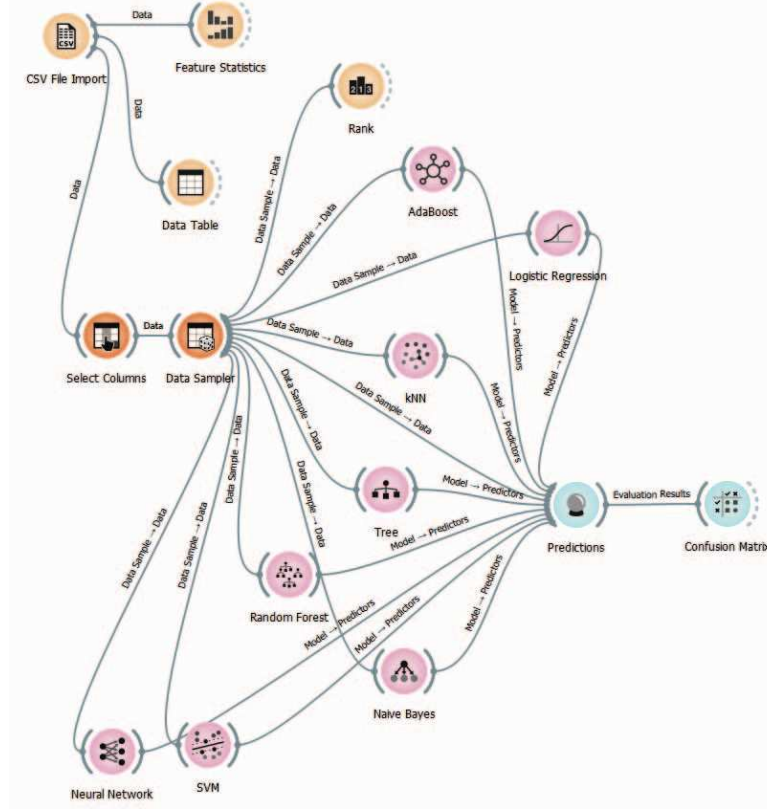 Data
CSV
CSV File Import
Feature Statistics
Data
2 1 3
Rank
Data
Data Table
Data Sample → Data
AdaBoost
Data Sample → Data
Logistic Regression
Data Sample → Data
Model → Predictors
Model → Predictors
Select Columns
Data
Data Sampler
Data Sample → Data
kNN
Model → Predictors
Data Sample → Data
Data Sample → Data
Data Sample → Data
Data Sample → Data
Tree
Model → Predictors
Predictions
Evaluation Results
Confusion Matrix
Data Sample → Data
Data Sample → Data
Random Forest
Model → Predictors
Model → Predictors
Model → Predictors
Model → Predictors
Naive Bayes
Neural Network
SVM